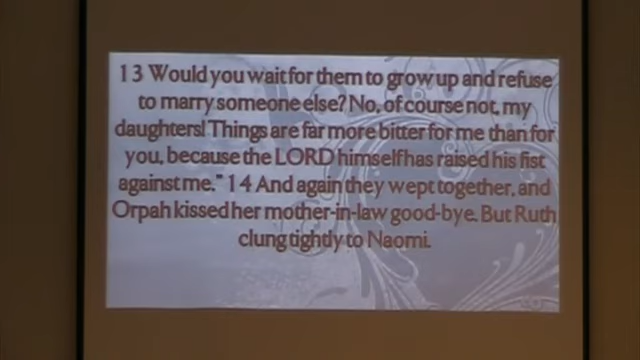 13 Would you wait for them to grow up and refuse
to marry someone else? No, of course not, my
daughters! Things are far more bitter for me than for
you, because the LORD himself has raised his fist
against me." 14 And again they wept together, and
Orpah kissed her mother-in-law good-bye. But Ruth
clung tightly to Naomi.